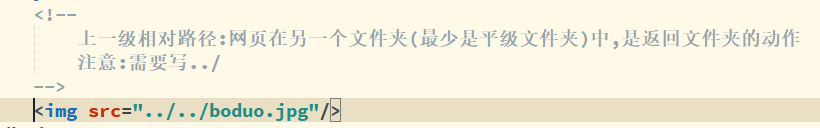 <!--
上一级相对路径:网页在另一个文件夹(最少是平级文件夹)中,是返回文件夹的动作
注意:需要写../
-->
<img src="../../boduo.jpg"/>